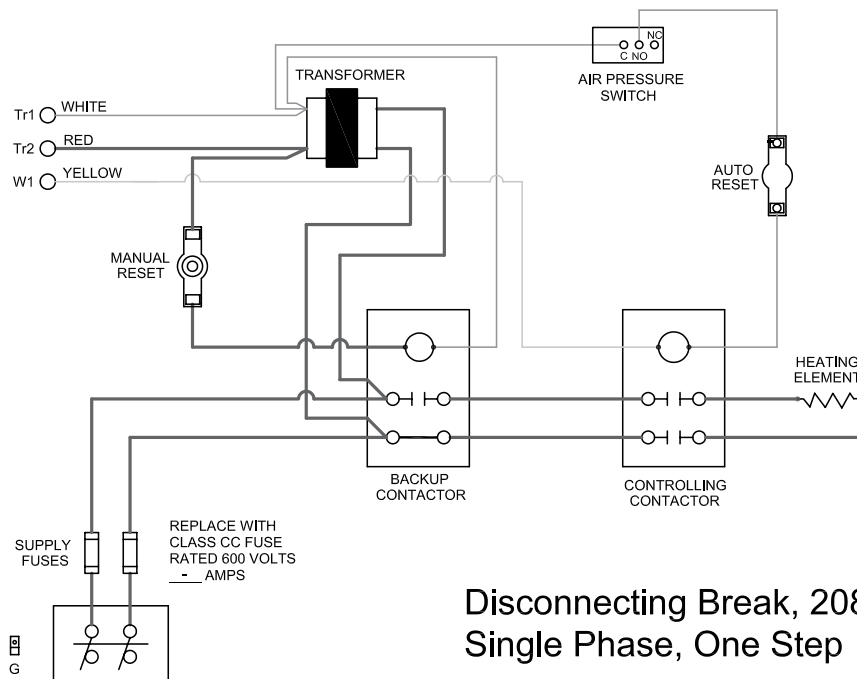 NC
C NO
AIR PRESSURE
SWITCH
TRANSFORMER
Tr1 WHITE
Tr2 RED
W1 YELLOW
AUTO
RESET
MANUAL
RESET
HEATING
ELEMENT
BACKUP
CONTACTOR
CONTROLLING
CONTACTOR
SUPPLY
FUSES
REPLACE WITH
CLASS CC FUSE
RATED 600 VOLTS
- AMPS
Disconnecting Break, 208
Single Phase, One Step
G